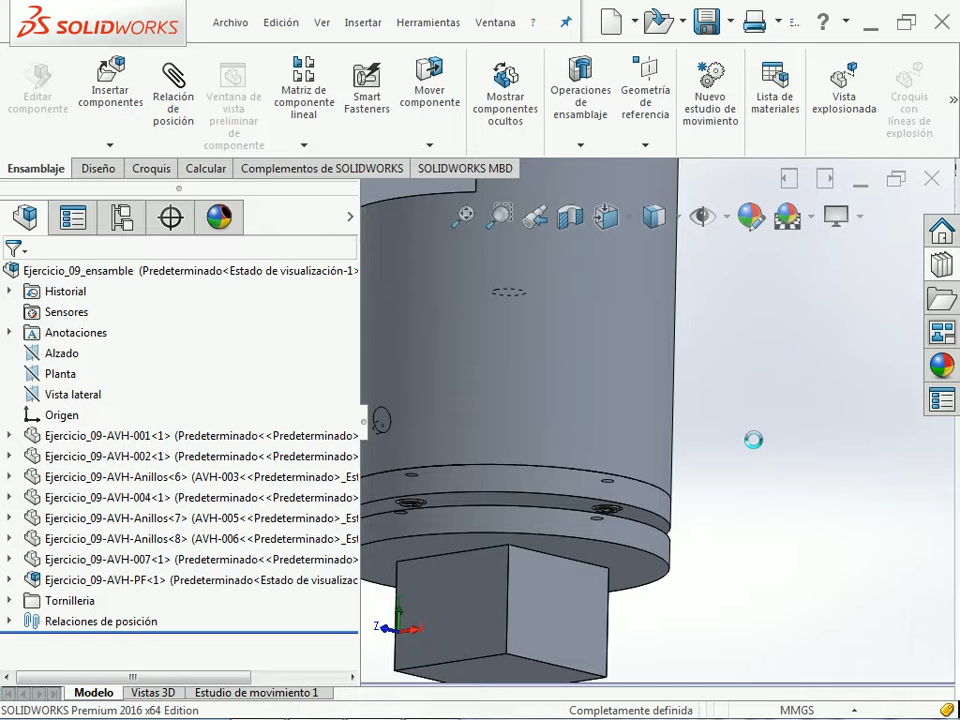 SOLIDWORKS
Archivo Edición Ver Insertar Herramientas Ventana ? E..
Editar componente
Insertar componentes
Relación de posición
Ventana de vista preliminar de componente
Matriz de componente lineal
Smart Fasteners
Mover componente
Mostrar componentes ocultos
Operaciones de ensamblaje
Geometría de referencia
Nuevo estudio de movimiento
Lista de materiales
Vista explosionada
Croquis con líneas de explosión
»
Ensamblaje Diseño Croquis Calcular Complementos de SOLIDWORKS SOLIDWORKS MBD
Ejercicio_09_ensamble (Predeterminado<Estado de visualización-1>
Historial
Sensores
Anotaciones
Alzado
Planta
Vista lateral
Origen
Ejercicio_09-AVH-001<1> (Predeterminado<<Predeterminado>
Ejercicio_09-AVH-002<1> (Predeterminado<<Predeterminado>
Ejercicio_09-AVH-Anillos<6> (AVH-003<<Predeterminado>_Est
Ejercicio_09-AVH-004<1> (Predeterminado<<Predeterminado>
Ejercicio_09-AVH-Anillos<7> (AVH-005<<Predeterminado>_Est
Ejercicio_09-AVH-Anillos<8> (AVH-006<<Predeterminado>_Est
Ejercicio_09-AVH-007<1> (Predeterminado<<Predeterminado>
Ejercicio_09-AVH-PF<1> (Predeterminado<Estado de visualizac
Tornilleria
Relaciones de posición
Z
Modelo Vistas 3D Estudio de movimiento 1
SOLIDWORKS Premium 2016 x64 Edition Completamente definida MMGS